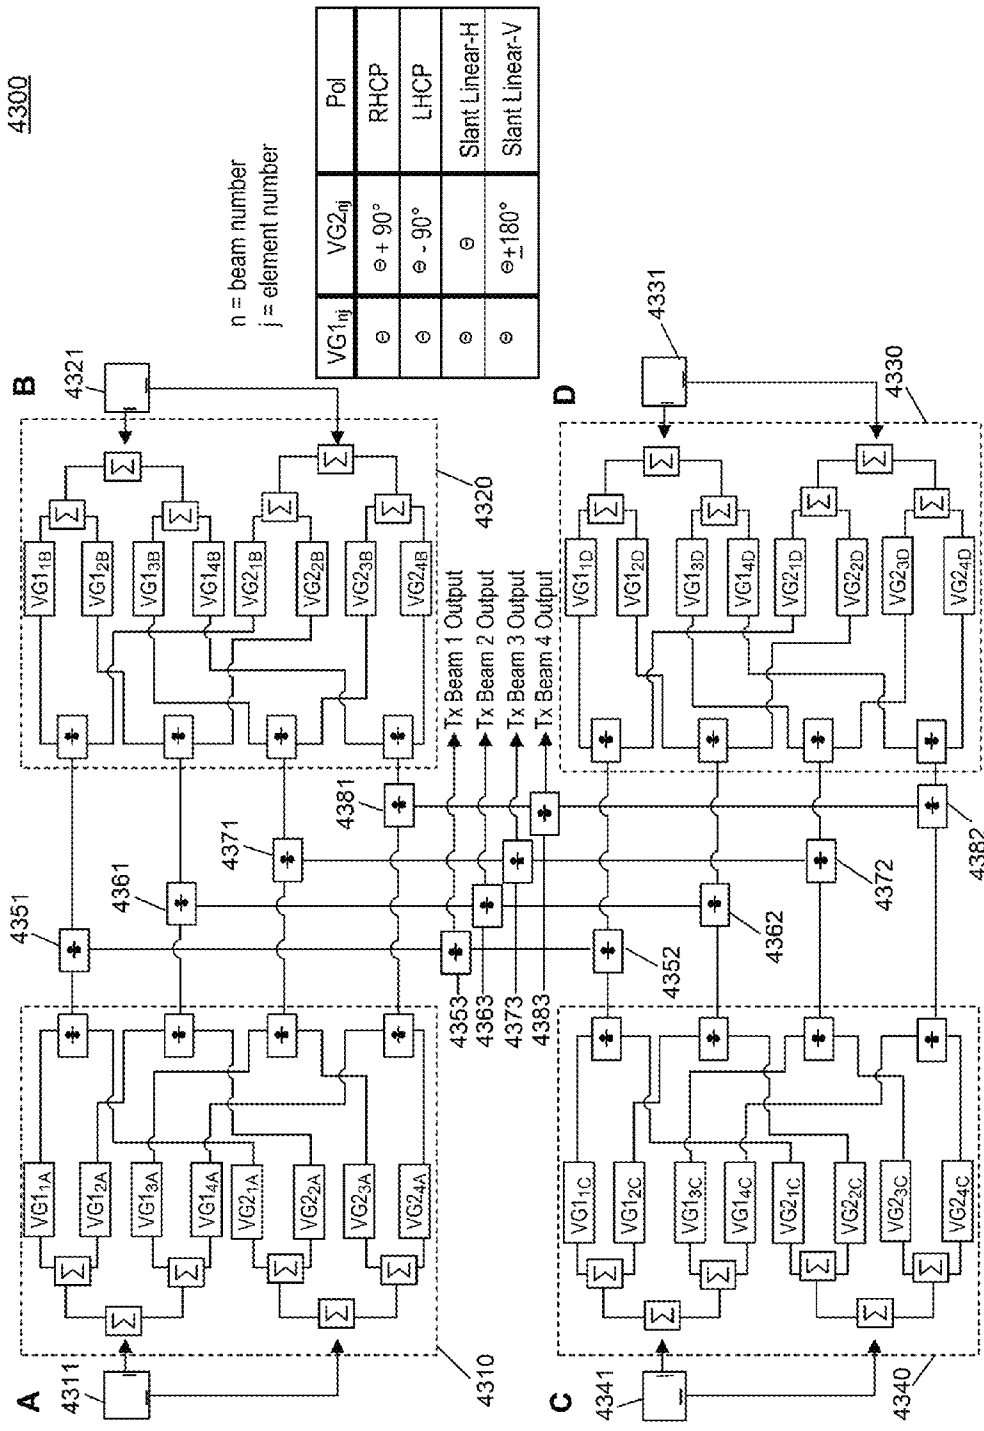 4300
n = beam number
j = element number
VG1nj VG2nj Pol
Θ Θ + 90° RHCP
Θ Θ - 90° LHCP
Θ Θ Slant Linear-H
Θ Θ±180° Slant Linear-V
A
4311
4310
Σ
Σ
Σ
Σ
Σ
Σ
VG11A
VG12A
VG13A
VG14A
VG21A
VG22A
VG23A
VG24A
÷
÷
÷
÷
4351
÷
4361
÷
4371
÷
4381
÷
B
4321
4320
÷
÷
÷
÷
VG11B
VG12B
VG13B
VG14B
VG21B
VG22B
VG23B
VG24B
Σ
Σ
Σ
Σ
Σ
Σ
4353 ÷ Tx Beam 1 Output
4363 ÷ Tx Beam 2 Output
4373 ÷ Tx Beam 3 Output
4383 ÷ Tx Beam 4 Output
C
4341
4340
Σ
Σ
Σ
Σ
Σ
Σ
VG11C
VG12C
VG13C
VG14C
VG21C
VG22C
VG23C
VG24C
÷
÷
÷
÷
4352
÷
4362
÷
4372
÷
4382
÷
D
4331
4330
÷
÷
÷
÷
VG11D
VG12D
VG13D
VG14D
VG21D
VG22D
VG23D
VG24D
Σ
Σ
Σ
Σ
Σ
Σ